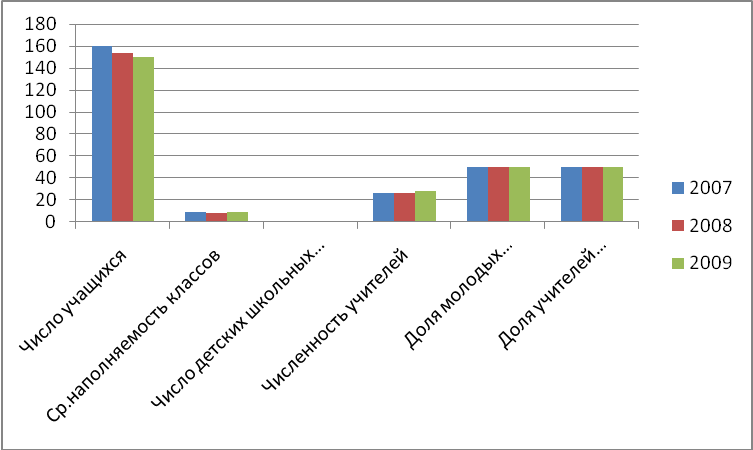 180
160
140
120
100
80
60
40
20
0
Число учащихся
Ср.наполняемость классов
Число детских школьных...
Численность учителей
Доля молодых...
Доля учителей...
2007
2008
2009